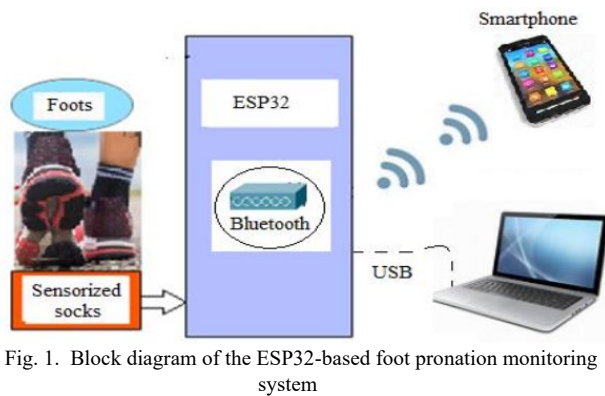 Smartphone
Foots
ESP32
Bluetooth
Sensorized
socks
USB
Fig. 1. Block diagram of the ESP32-based foot pronation monitoring
system